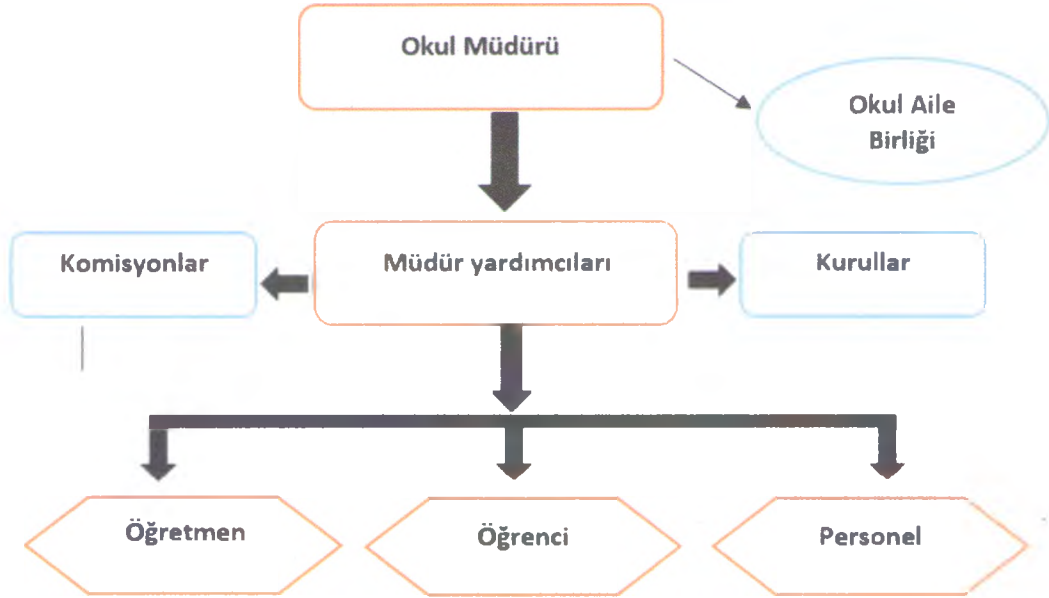 Okul Müdürü
Okul Aile
Birliği
Komisyonlar
Müdür yardımcıları
Kurullar
Öğretmen
Öğrenci
Personel